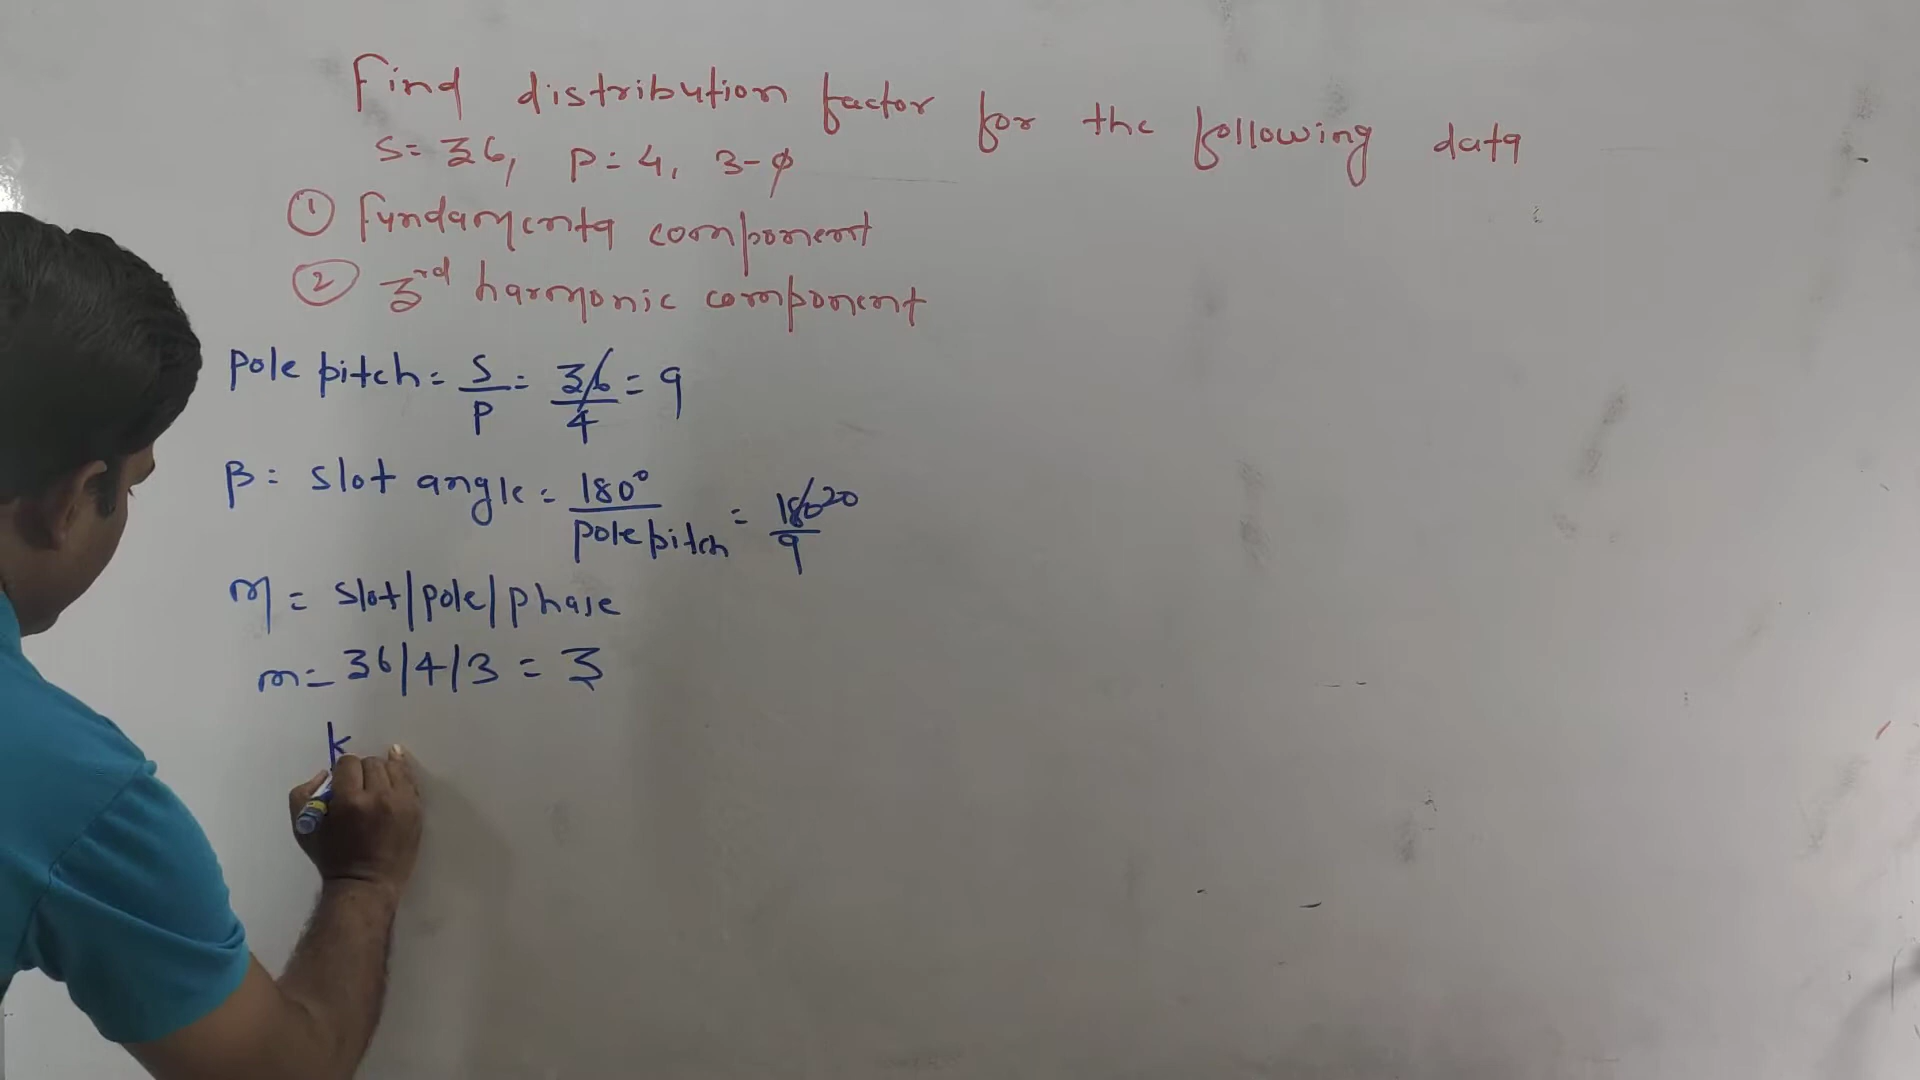 Find distribution factor for the following data
S= 36, P= 4, 3-φ
① fundamenta component
② 3rd harmonic component
pole pitch = S/P = 36/4 = 9
β = slot angle = 180°/pole pitch = 180/9 20
m = slot/pole/phase
m = 36/4/3 = 3
k